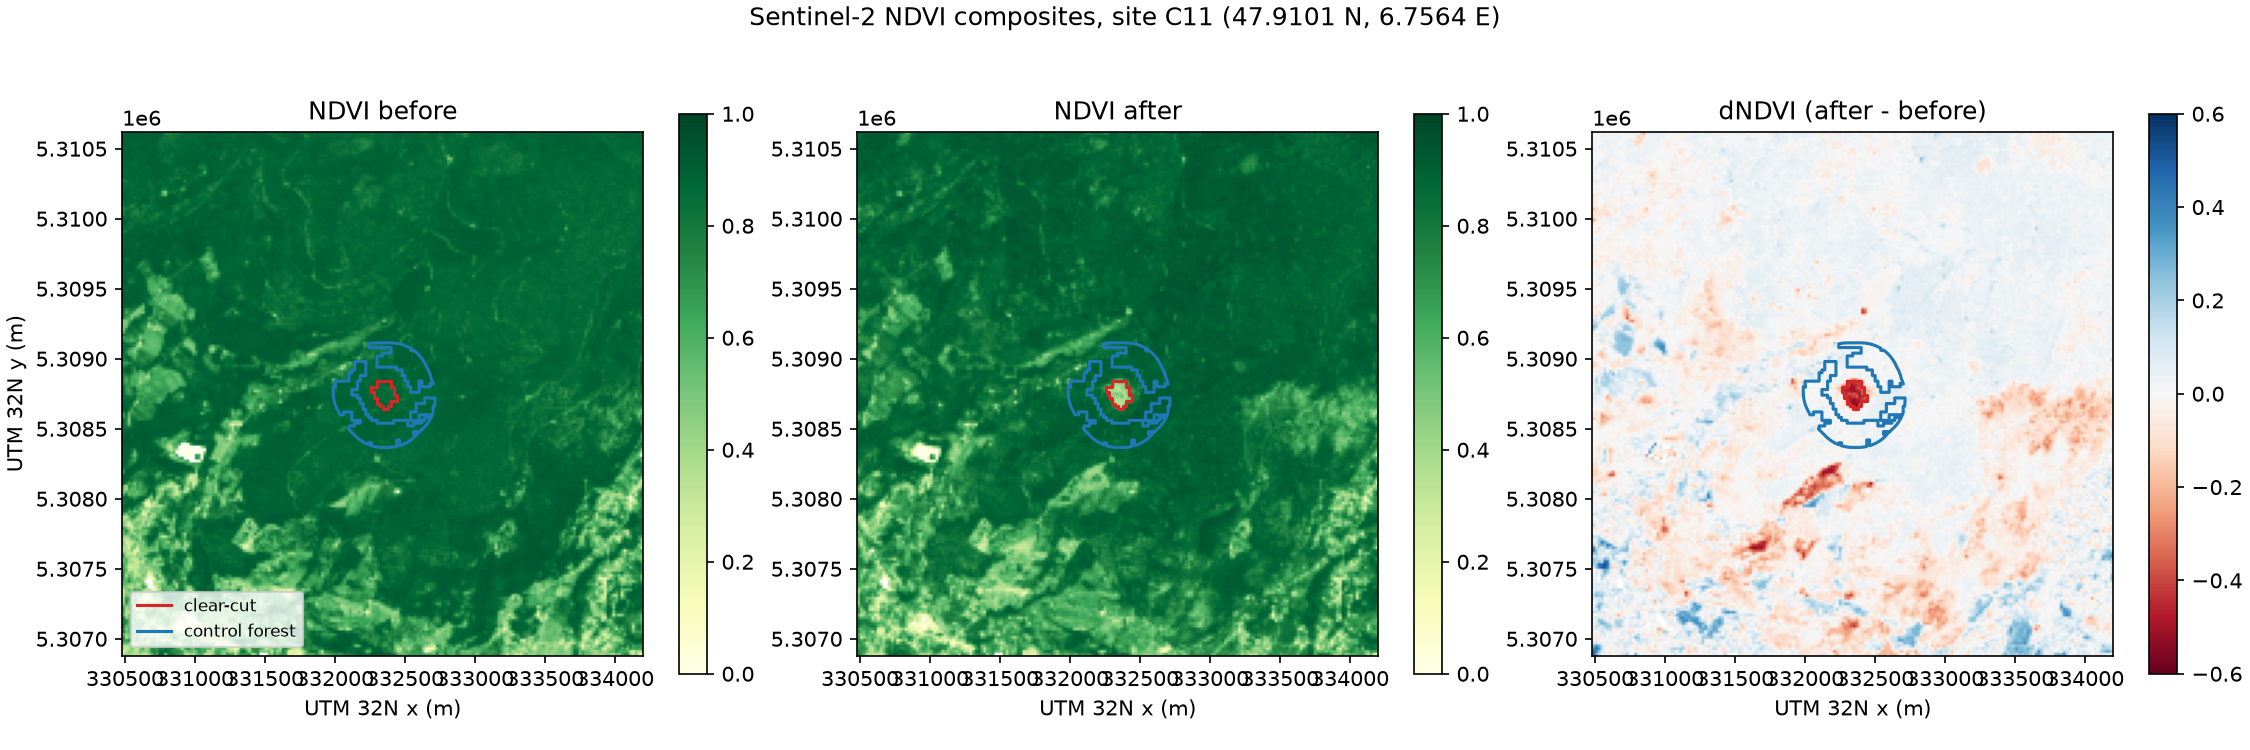 Sentinel-2 NDVI composites, site C11 (47.9101 N, 6.7564 E)
NDVI before
1e6
5.3105
5.3100
5.3095
5.3090
5.3085
5.3080
5.3075
5.3070
UTM 32N y (m)
330500 331000 331500 332000 332500 333000 333500 334000
UTM 32N x (m)
clear-cut
control forest
1.0
0.8
0.6
0.4
0.2
0.0
NDVI after
1e6
5.3105
5.3100
5.3095
5.3090
5.3085
5.3080
5.3075
5.3070
330500 331000 331500 332000 332500 333000 333500 334000
UTM 32N x (m)
1.0
0.8
0.6
0.4
0.2
0.0
dNDVI (after - before)
1e6
5.3105
5.3100
5.3095
5.3090
5.3085
5.3080
5.3075
5.3070
330500 331000 331500 332000 332500 333000 333500 334000
UTM 32N x (m)
0.6
0.4
0.2
0.0
−0.2
−0.4
−0.6